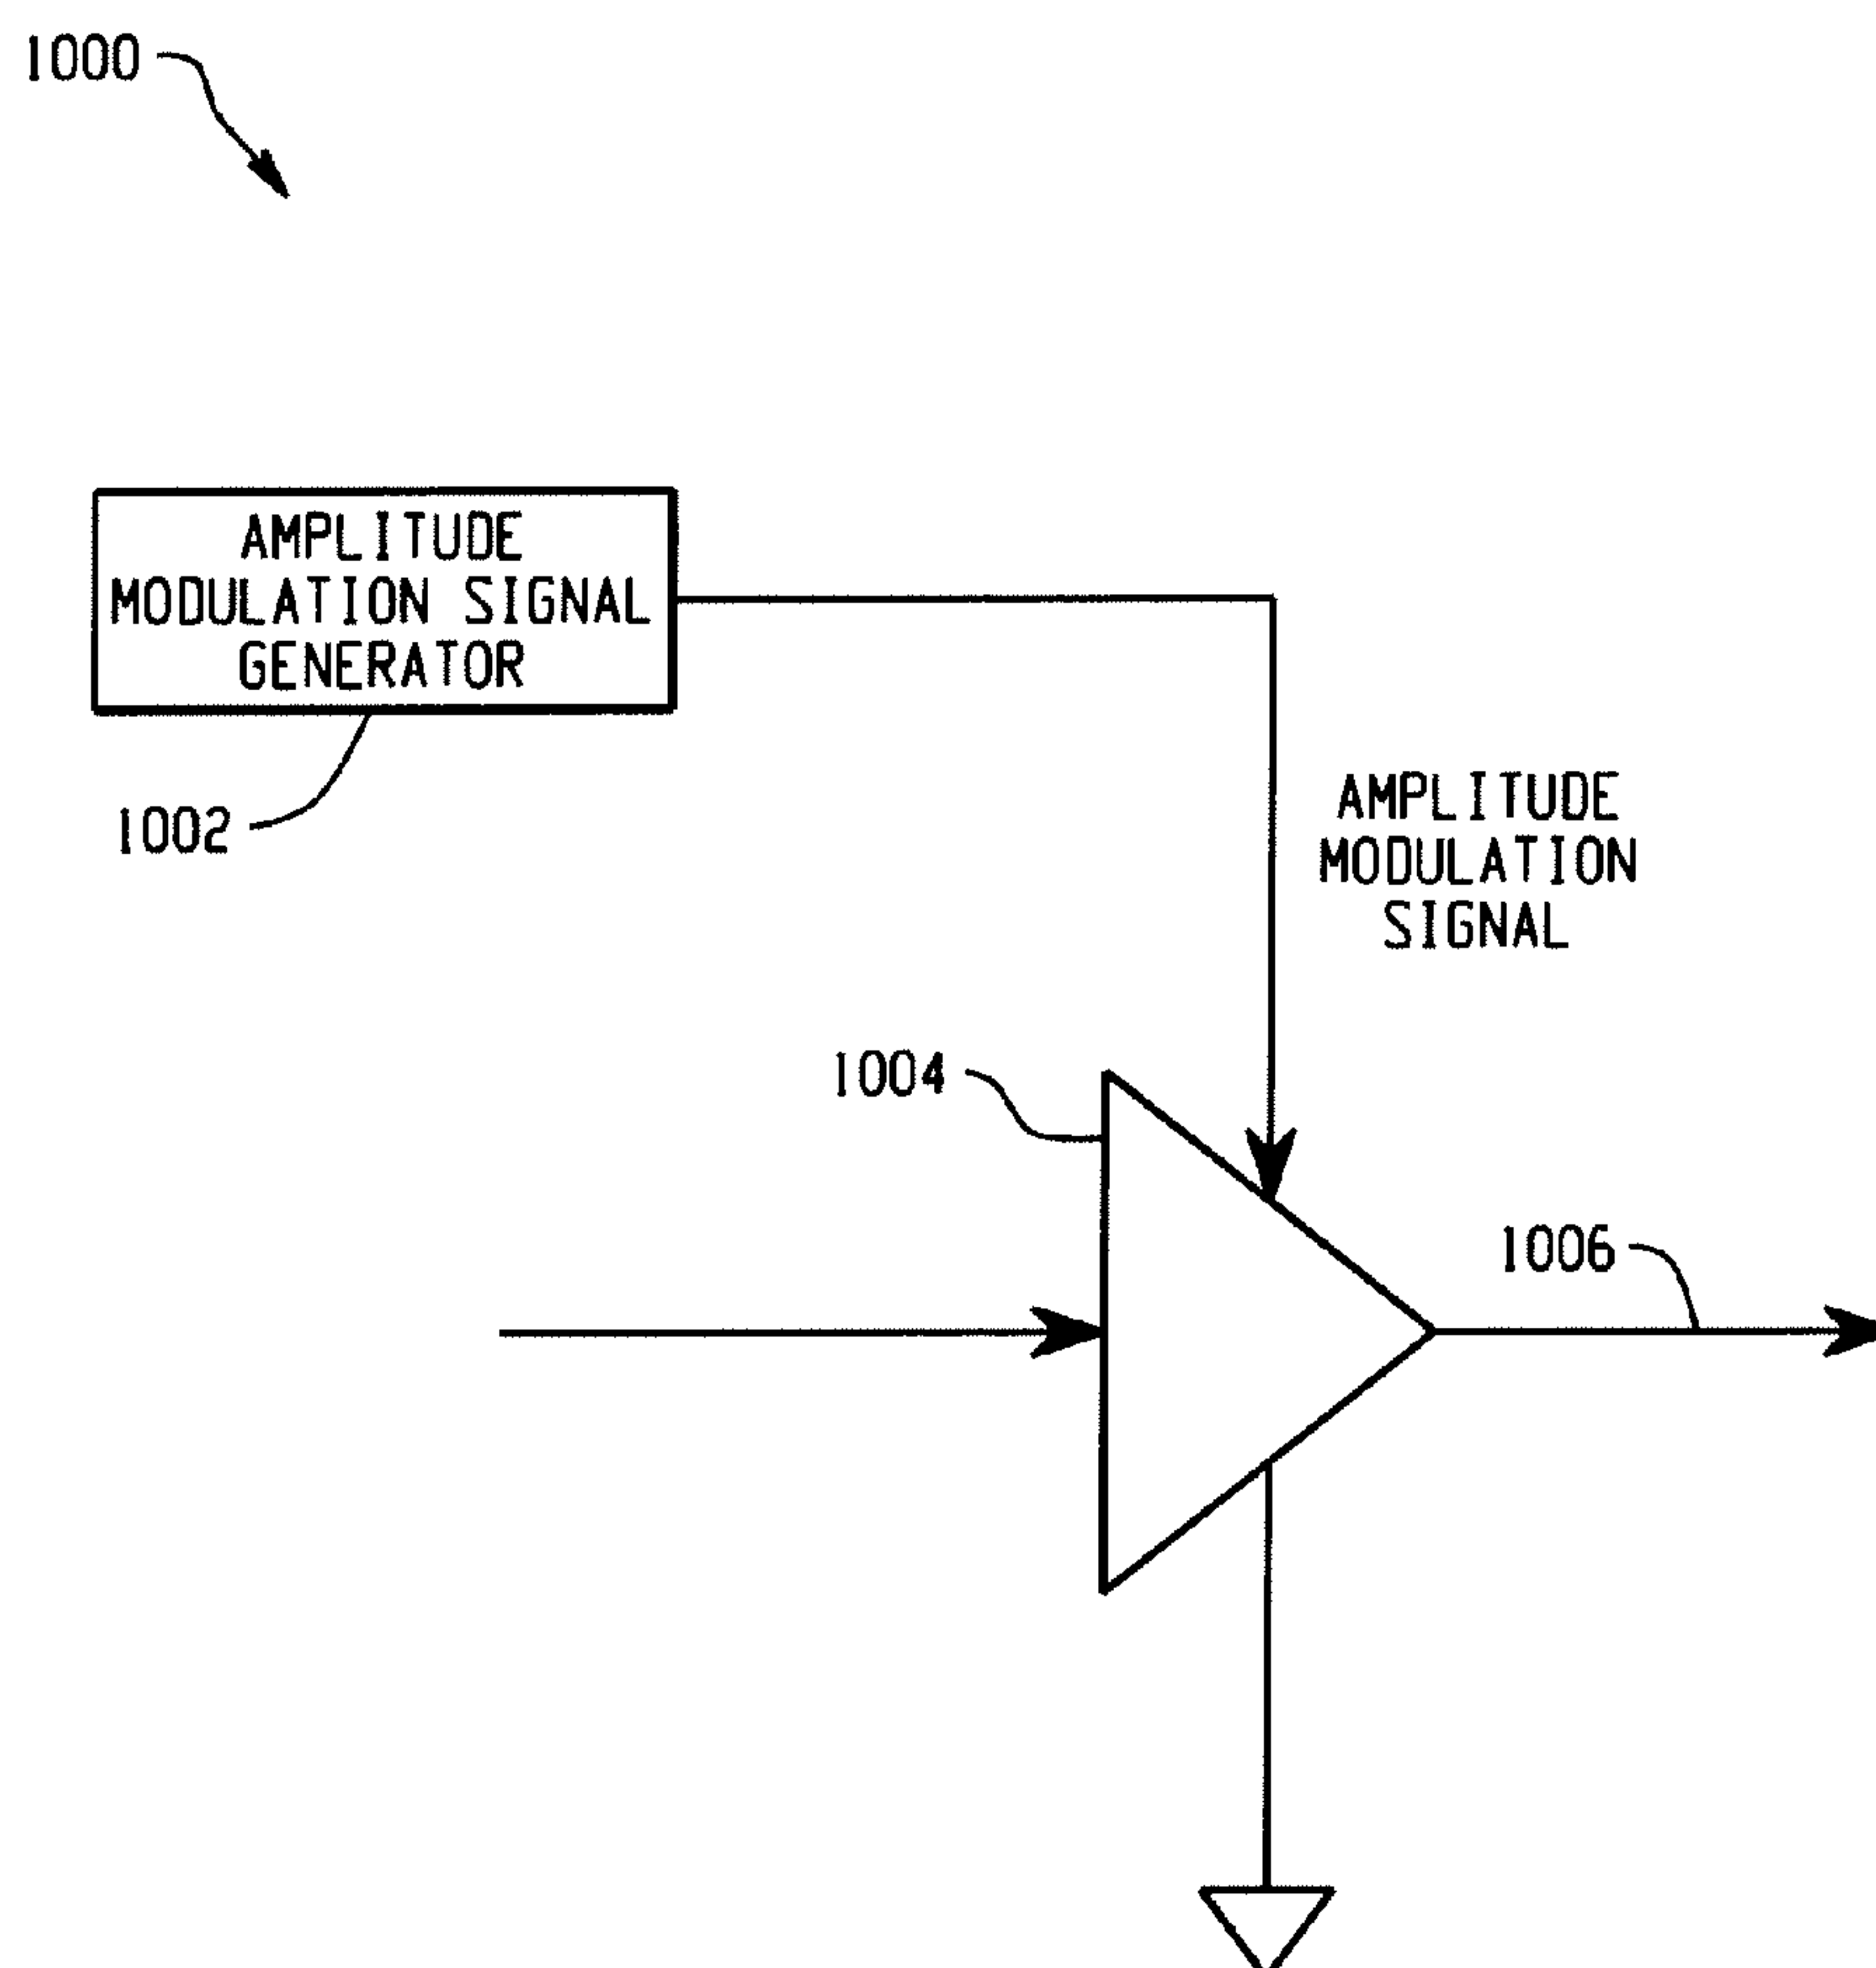 1000
AMPLITUDE
MODULATION SIGNAL
GENERATOR
1002
AMPLITUDE
MODULATION
SIGNAL
1004
1006